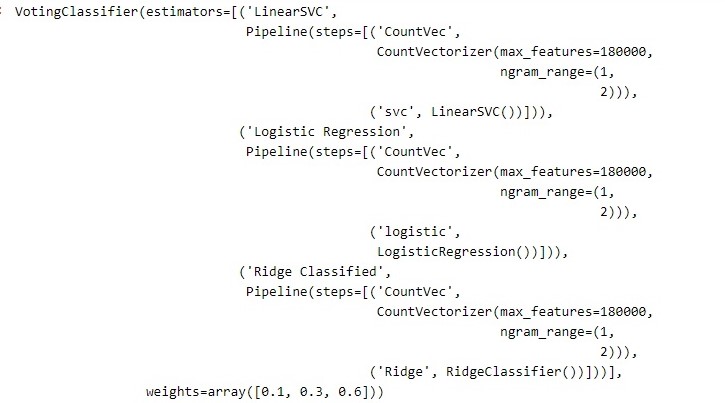 VotingClassifier(estimators=[('LinearSVC',
Pipeline(steps=[('CountVec',
CountVectorizer(max_features=180000,
ngram_range=(1,
2))),
('svc', LinearSVC())])),
('Logistic Regression',
Pipeline(steps=[('CountVec',
CountVectorizer(max_features=180000,
ngram_range=(1,
2))),
('logistic',
LogisticRegression())])),
('Ridge Classified',
Pipeline(steps=[('CountVec',
CountVectorizer(max_features=180000,
ngram_range=(1,
2))),
('Ridge', RidgeClassifier())]))],
weights=array([0.1, 0.3, 0.6]))